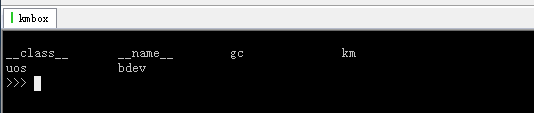 kmbox
__class__ __name__ gc km
uos bdev
>>>